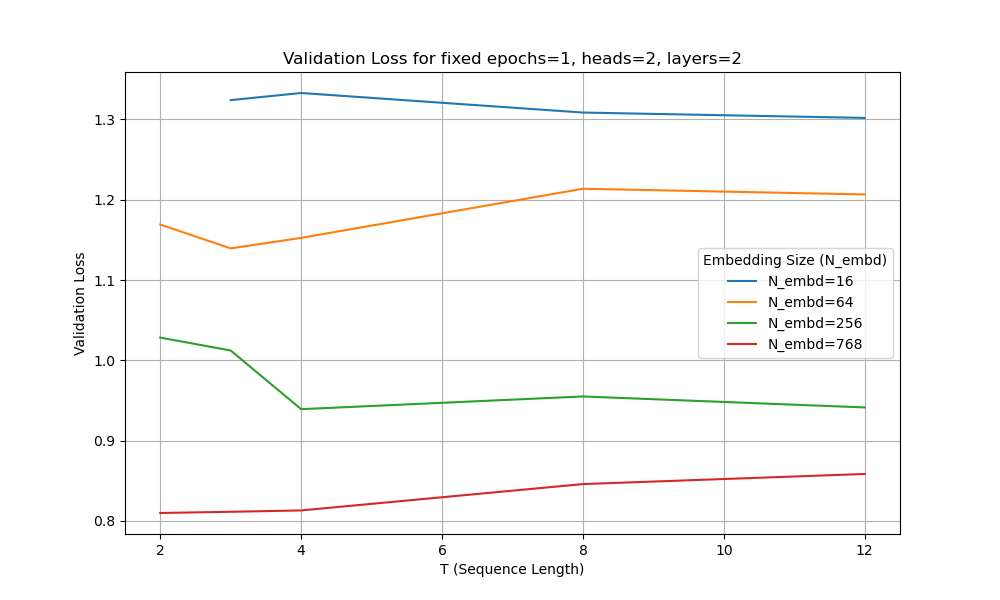 Validation Loss for fixed epochs=1, heads=2, layers=2
1.3
1.2
1.1
1.0
0.9
0.8
Validation Loss
Embedding Size (N_embd)
N_embd=16
N_embd=64
N_embd=256
N_embd=768
2
4
6
8
10
12
T (Sequence Length)